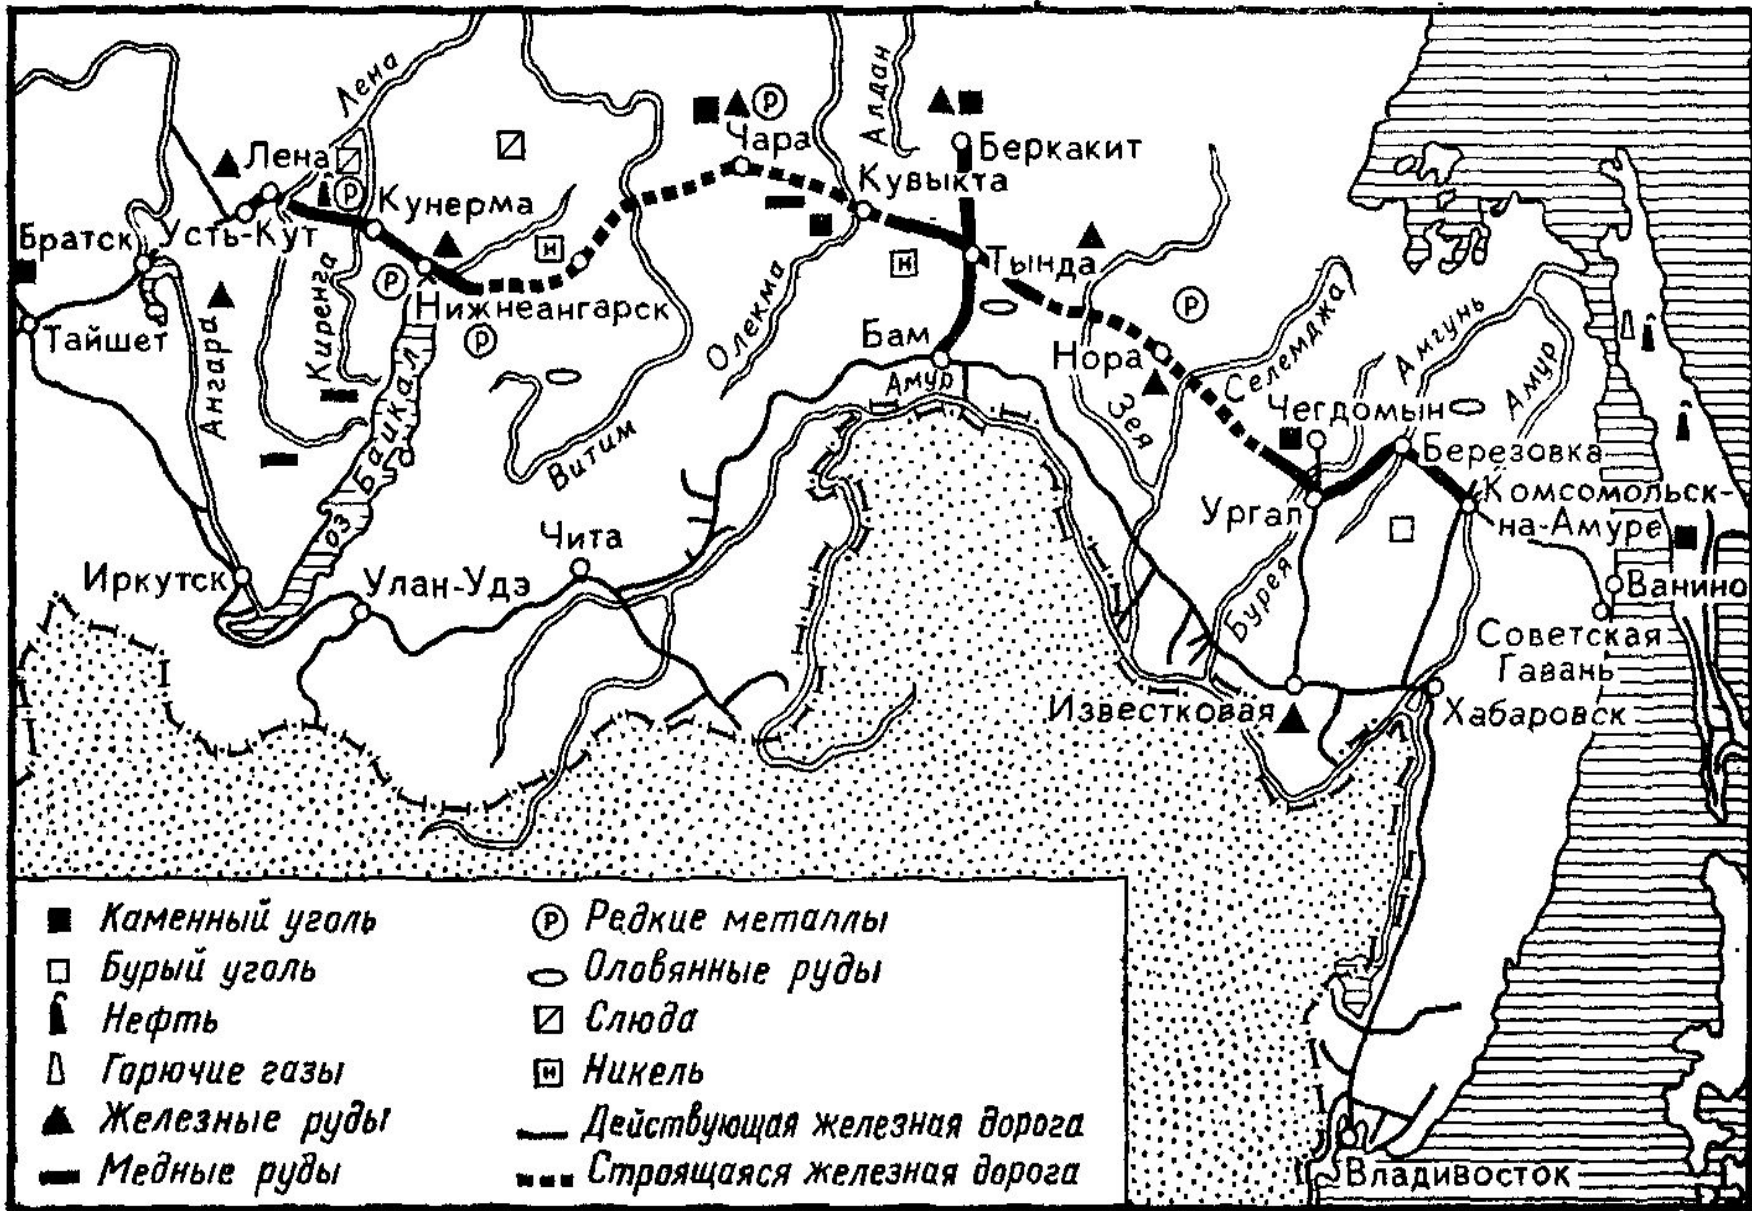 Лена
Алдан
Р
Чара
Беркакит
Лена
Р
Кувыкта
Кунерма
Братск
Усть-Кут
Н
Н
Тында
Р
Нижнеангарск
Р
Р
Тайшет
Ангара
Киренга
Олекма
Бам
Нора
Селемджа
Амгунь
Амур
Амур
Зея
Чегдомын
Витим
оз Байкал
Березовка
Ургал
Комсомольск-
на-Амуре
Чита
Иркутск
Улан-Удэ
Бурея
Ванино
Советская
Гавань
Известковая
Хабаровск
Каменный уголь
Бурый уголь
Нефть
Горючие газы
Железные руды
Медные руды
Р Редкие металлы
Оловянные руды
Слюда
Н Никель
Действующая железная дорога
Строящаяся железная дорога
Владивосток